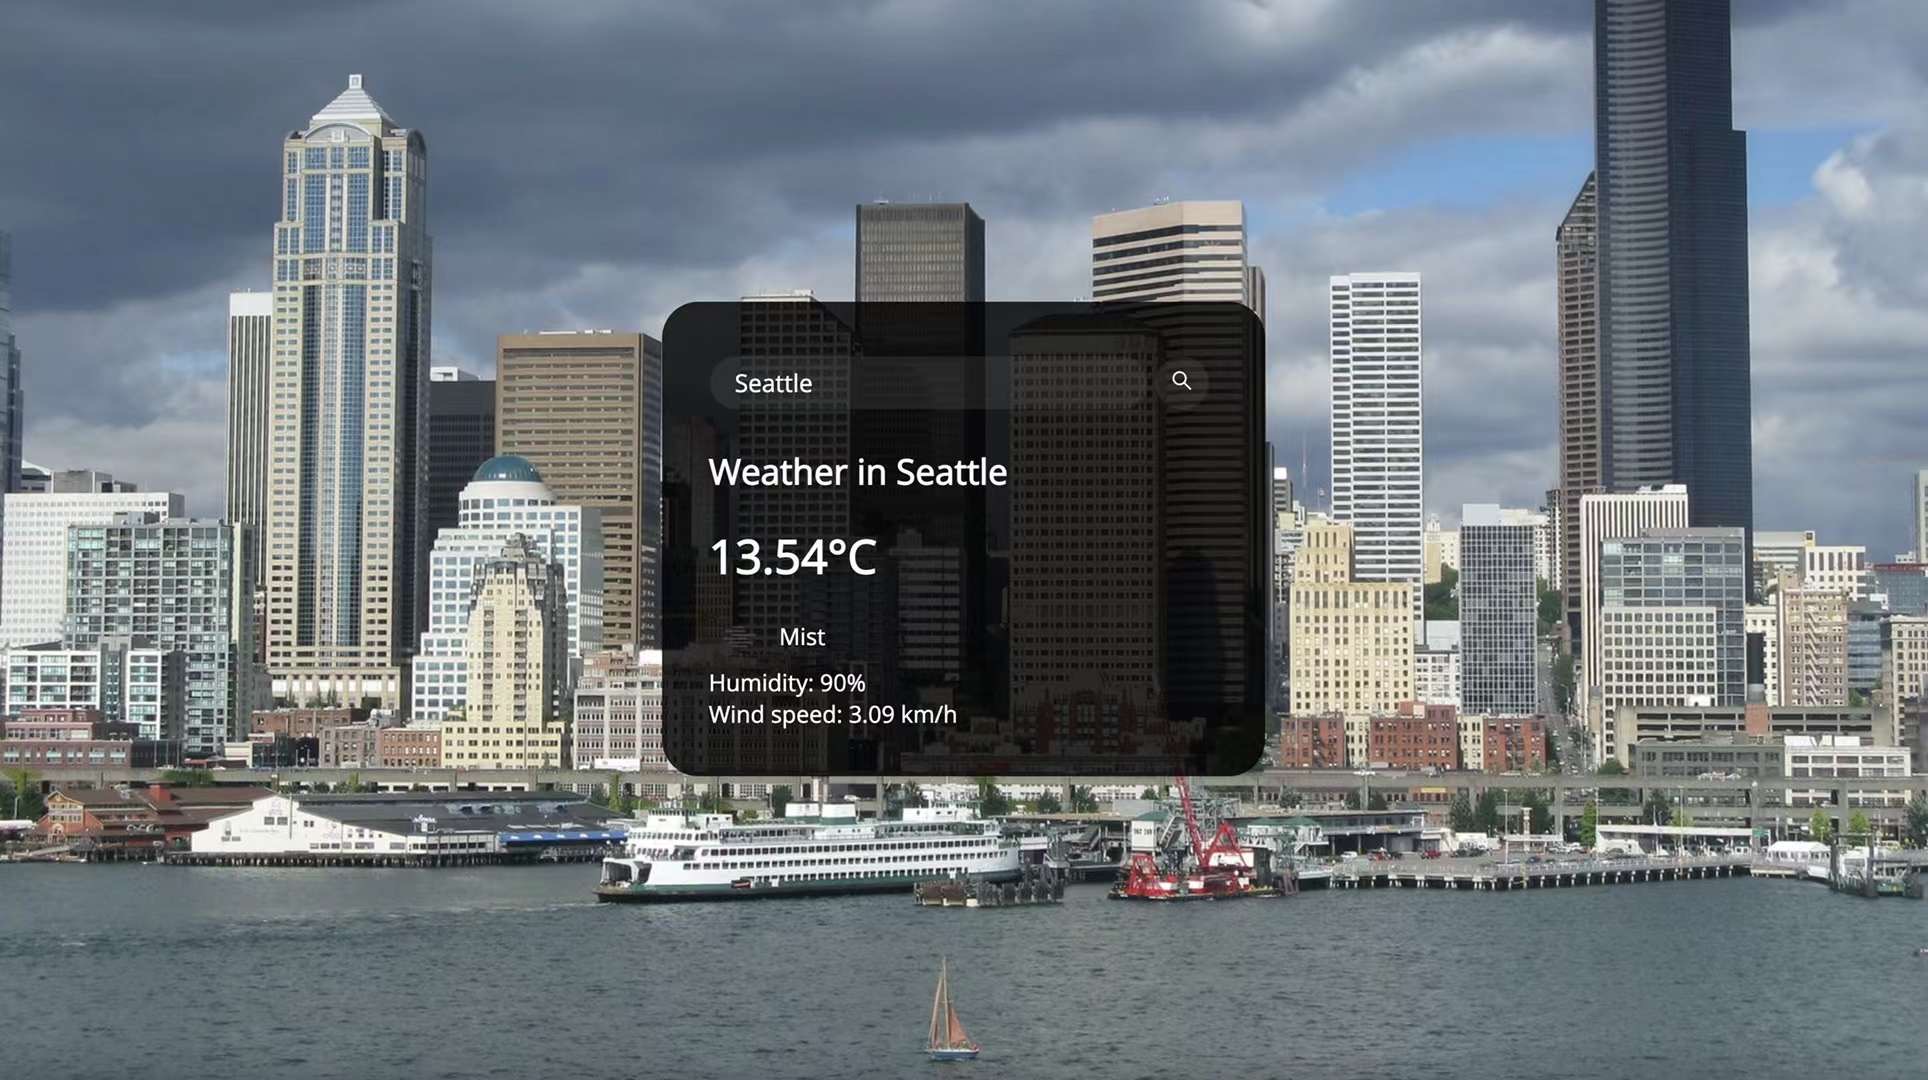 Seattle
Weather in Seattle
13.54°C
Mist
Humidity: 90%
Wind speed: 3.09 km/h